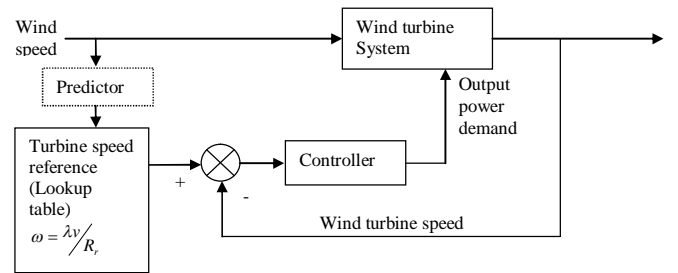 Wind
speed
Wind turbine
System
Predictor
Output
power
demand
Turbine speed
reference
(Lookup
table)
ω = λv/R_r
+
-
Controller
Wind turbine speed